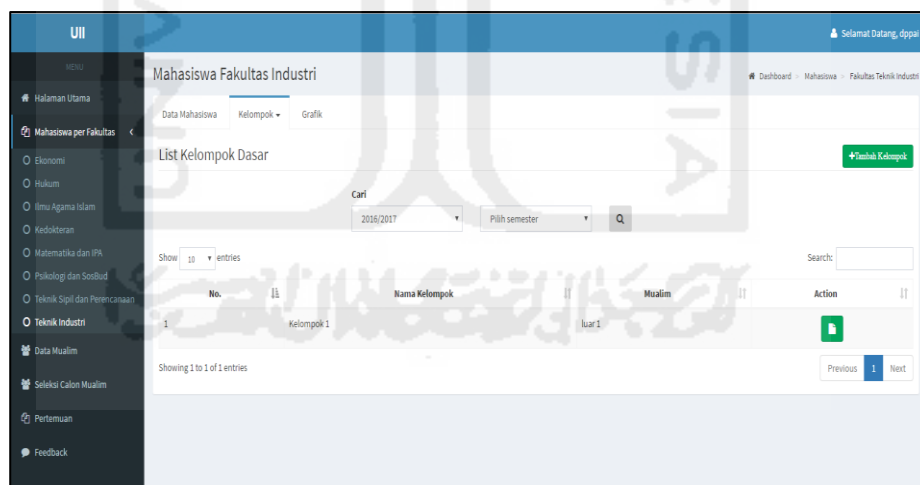 UII
Selamat Datang, dppai
MENU
Halaman Utama
Mahasiswa per Fakultas
Ekonomi
Hukum
Ilmu Agama Islam
Kedokteran
Matematika dan IPA
Psikologi dan SosBud
Teknik Sipil dan Perencanaan
Teknik Industri
Data Mualim
Seleksi Calon Mualim
Pertemuan
Feedback
Mahasiswa Fakultas Industri
Dashboard > Mahasiswa > Fakultas Teknik Industri
Data Mahasiswa Kelompok Grafik
List Kelompok Dasar
+Tambah Kelompok
Cari
2016/2017 Pilih semester
Show 10 entries
Search:
No. Nama Kelompok Mualim Action
1 Kelompok 1 luar 1
Showing 1 to 1 of 1 entries
Previous 1 Next